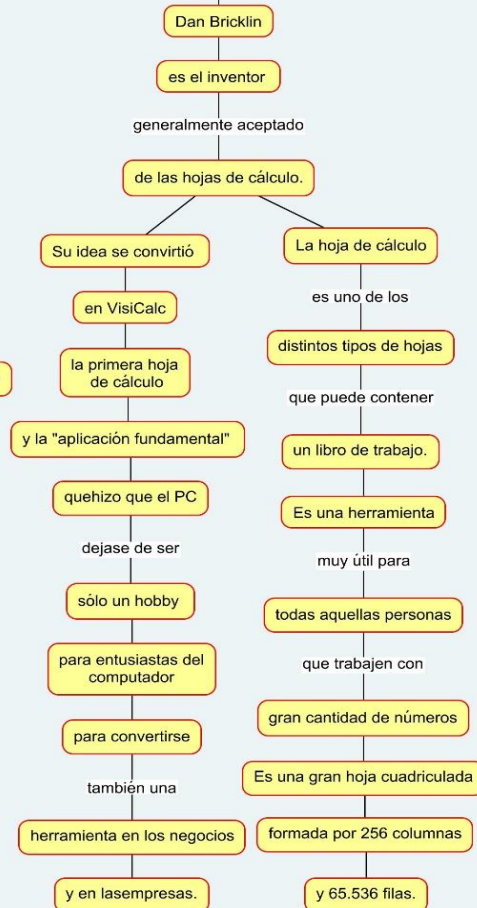 Dan Bricklin
es el inventor
generalmente aceptado
de las hojas de cálculo.
Su idea se convirtió
en VisiCalc
la primera hoja
de cálculo
y la "aplicación fundamental"
quehizo que el PC
dejase de ser
sólo un hobby
para entusiastas del
computador
para convertirse
también una
herramienta en los negocios
y en lasempresas.
La hoja de cálculo
es uno de los
distintos tipos de hojas
que puede contener
un libro de trabajo.
Es una herramienta
muy útil para
todas aquellas personas
que trabajen con
gran cantidad de números
Es una gran hoja cuadriculada
formada por 256 columnas
y 65.536 filas.